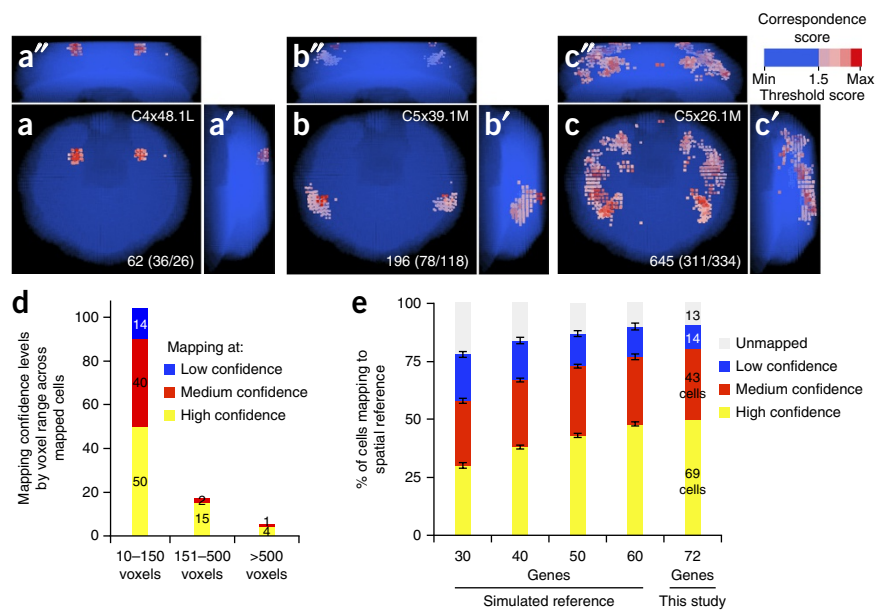 Correspondence
score
Min 1.5 Max
Threshold score
a″
b″
c″
a C4x48.1L a′
62 (36/26)
b C5x39.1M b′
196 (78/118)
c C5x26.1M c′
645 (311/334)
d
Mapping confidence levels
by voxel range across
mapped cells
100
80
60
40
20
0
14
40
50
2
15
1
4
Mapping at:
Low confidence
Medium confidence
High confidence
10–150 151–500 >500
voxels voxels voxels
e
% of cells mapping to
spatial reference
100
75
50
25
0
13
14
43
cells
69
cells
Unmapped
Low confidence
Medium confidence
High confidence
30 40 50 60 72
Genes Genes
Simulated reference This study